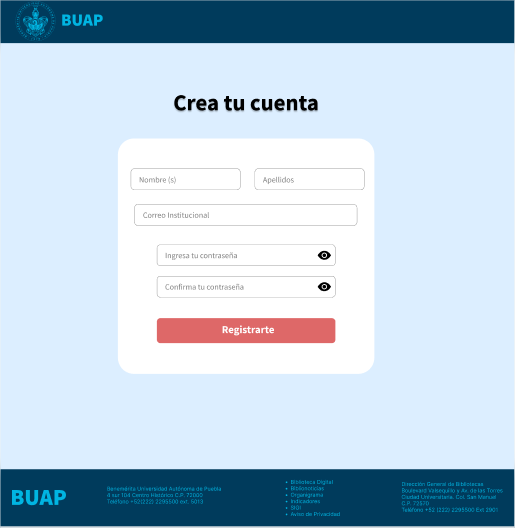 BUAP
Crea tu cuenta
Nombre (s)
Apellidos
Correo Institucional
Ingresa tu contraseña
Confirma tu contraseña
Registrarte
BUAP
Benemérita Universidad Autónoma de Puebla
4 sur 104 Centro Histórico C.P. 72000
Teléfono +52(222) 2295500 ext. 5013
Biblioteca Digital
Biblionoticias
Organigrama
Indicadores
SIGI
Aviso de Privacidad
Dirección General de Bibliotecas
Boulevard Valsequillo y Av. de las Torres
Ciudad Universitaria. Col. San Manuel
C.P. 72570
Teléfono +52 (222) 2295500 Ext 2901